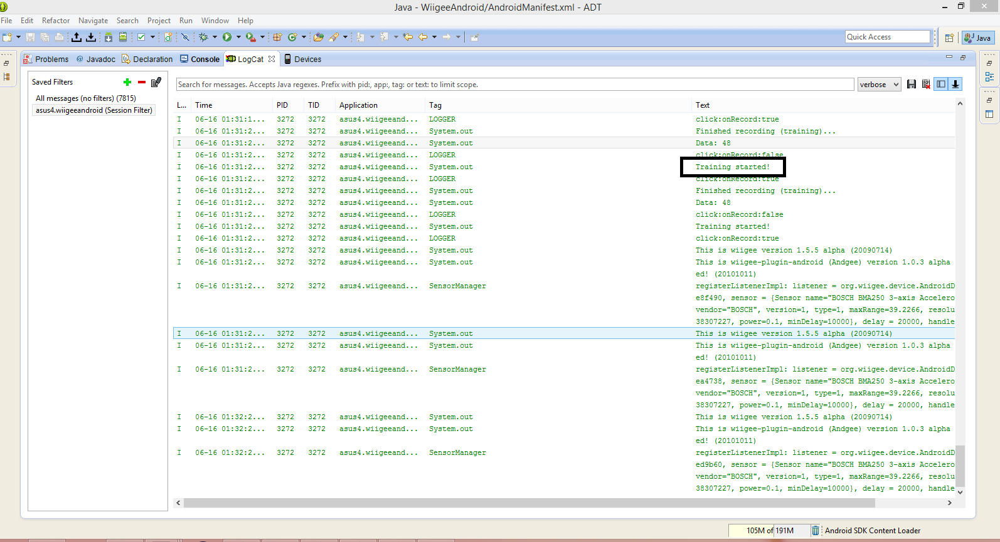 Java - WiigeeAndroid/AndroidManifest.xml - ADT
File Edit Refactor Navigate Search Project Run Window Help
Quick Access
Java
Problems @ Javadoc Declaration Console LogCat Devices
Saved Filters
All messages (no filters) (7815)
asus4.wiigeeandroid (Session Filter)
Search for messages. Accepts Java regexes. Prefix with pid:, app:, tag: or text: to limit scope.
verbose
L... Time PID TID Application Tag Text
I 06-16 01:31:1... 3272 3272 asus4.wiigeeand... LOGGER click:onRecord:true
I 06-16 01:31:2... 3272 3272 asus4.wiigeeand... System.out Finished recording (training)...
I 06-16 01:31:2... 3272 3272 asus4.wiigeeand... System.out Data: 48
I 06-16 01:31:2... 3272 3272 asus4.wiigeeand... LOGGER click:onRecord:false
I 06-16 01:31:2... 3272 3272 asus4.wiigeeand... System.out Training started!
I 06-16 01:31:2... 3272 3272 asus4.wiigeeand... LOGGER click:onRecord:true
I 06-16 01:31:2... 3272 3272 asus4.wiigeeand... System.out Finished recording (training)...
I 06-16 01:31:2... 3272 3272 asus4.wiigeeand... System.out Data: 48
I 06-16 01:31:2... 3272 3272 asus4.wiigeeand... LOGGER click:onRecord:false
I 06-16 01:31:2... 3272 3272 asus4.wiigeeand... System.out Training started!
I 06-16 01:31:2... 3272 3272 asus4.wiigeeand... LOGGER click:onRecord:true
I 06-16 01:31:2... 3272 3272 asus4.wiigeeand... System.out This is wiigee version 1.5.5 alpha (20090714)
I 06-16 01:31:2... 3272 3272 asus4.wiigeeand... System.out This is wiigee-plugin-android (Andgee) version 1.0.3 alpha
ed! (20101011)
I 06-16 01:31:2... 3272 3272 asus4.wiigeeand... SensorManager registerListenerImpl: listener = org.wiigee.device.AndroidD
e8f490, sensor = {Sensor name="BOSCH BMA250 3-axis Accelero
vendor="BOSCH", version=1, type=1, maxRange=39.2266, resolu
38307227, power=0.1, minDelay=10000}, delay = 20000, handle
I 06-16 01:31:2... 3272 3272 asus4.wiigeeand... System.out This is wiigee version 1.5.5 alpha (20090714)
I 06-16 01:31:2... 3272 3272 asus4.wiigeeand... System.out This is wiigee-plugin-android (Andgee) version 1.0.3 alpha
ed! (20101011)
I 06-16 01:31:2... 3272 3272 asus4.wiigeeand... SensorManager registerListenerImpl: listener = org.wiigee.device.AndroidD
ea4738, sensor = {Sensor name="BOSCH BMA250 3-axis Accelero
vendor="BOSCH", version=1, type=1, maxRange=39.2266, resolu
38307227, power=0.1, minDelay=10000}, delay = 20000, handle
I 06-16 01:32:2... 3272 3272 asus4.wiigeeand... System.out This is wiigee version 1.5.5 alpha (20090714)
I 06-16 01:32:2... 3272 3272 asus4.wiigeeand... System.out This is wiigee-plugin-android (Andgee) version 1.0.3 alpha
ed! (20101011)
I 06-16 01:32:2... 3272 3272 asus4.wiigeeand... SensorManager registerListenerImpl: listener = org.wiigee.device.AndroidD
ed9b60, sensor = {Sensor name="BOSCH BMA250 3-axis Accelero
vendor="BOSCH", version=1, type=1, maxRange=39.2266, resolu
38307227, power=0.1, minDelay=10000}, delay = 20000, handle
105M of 191M Android SDK Content Loader